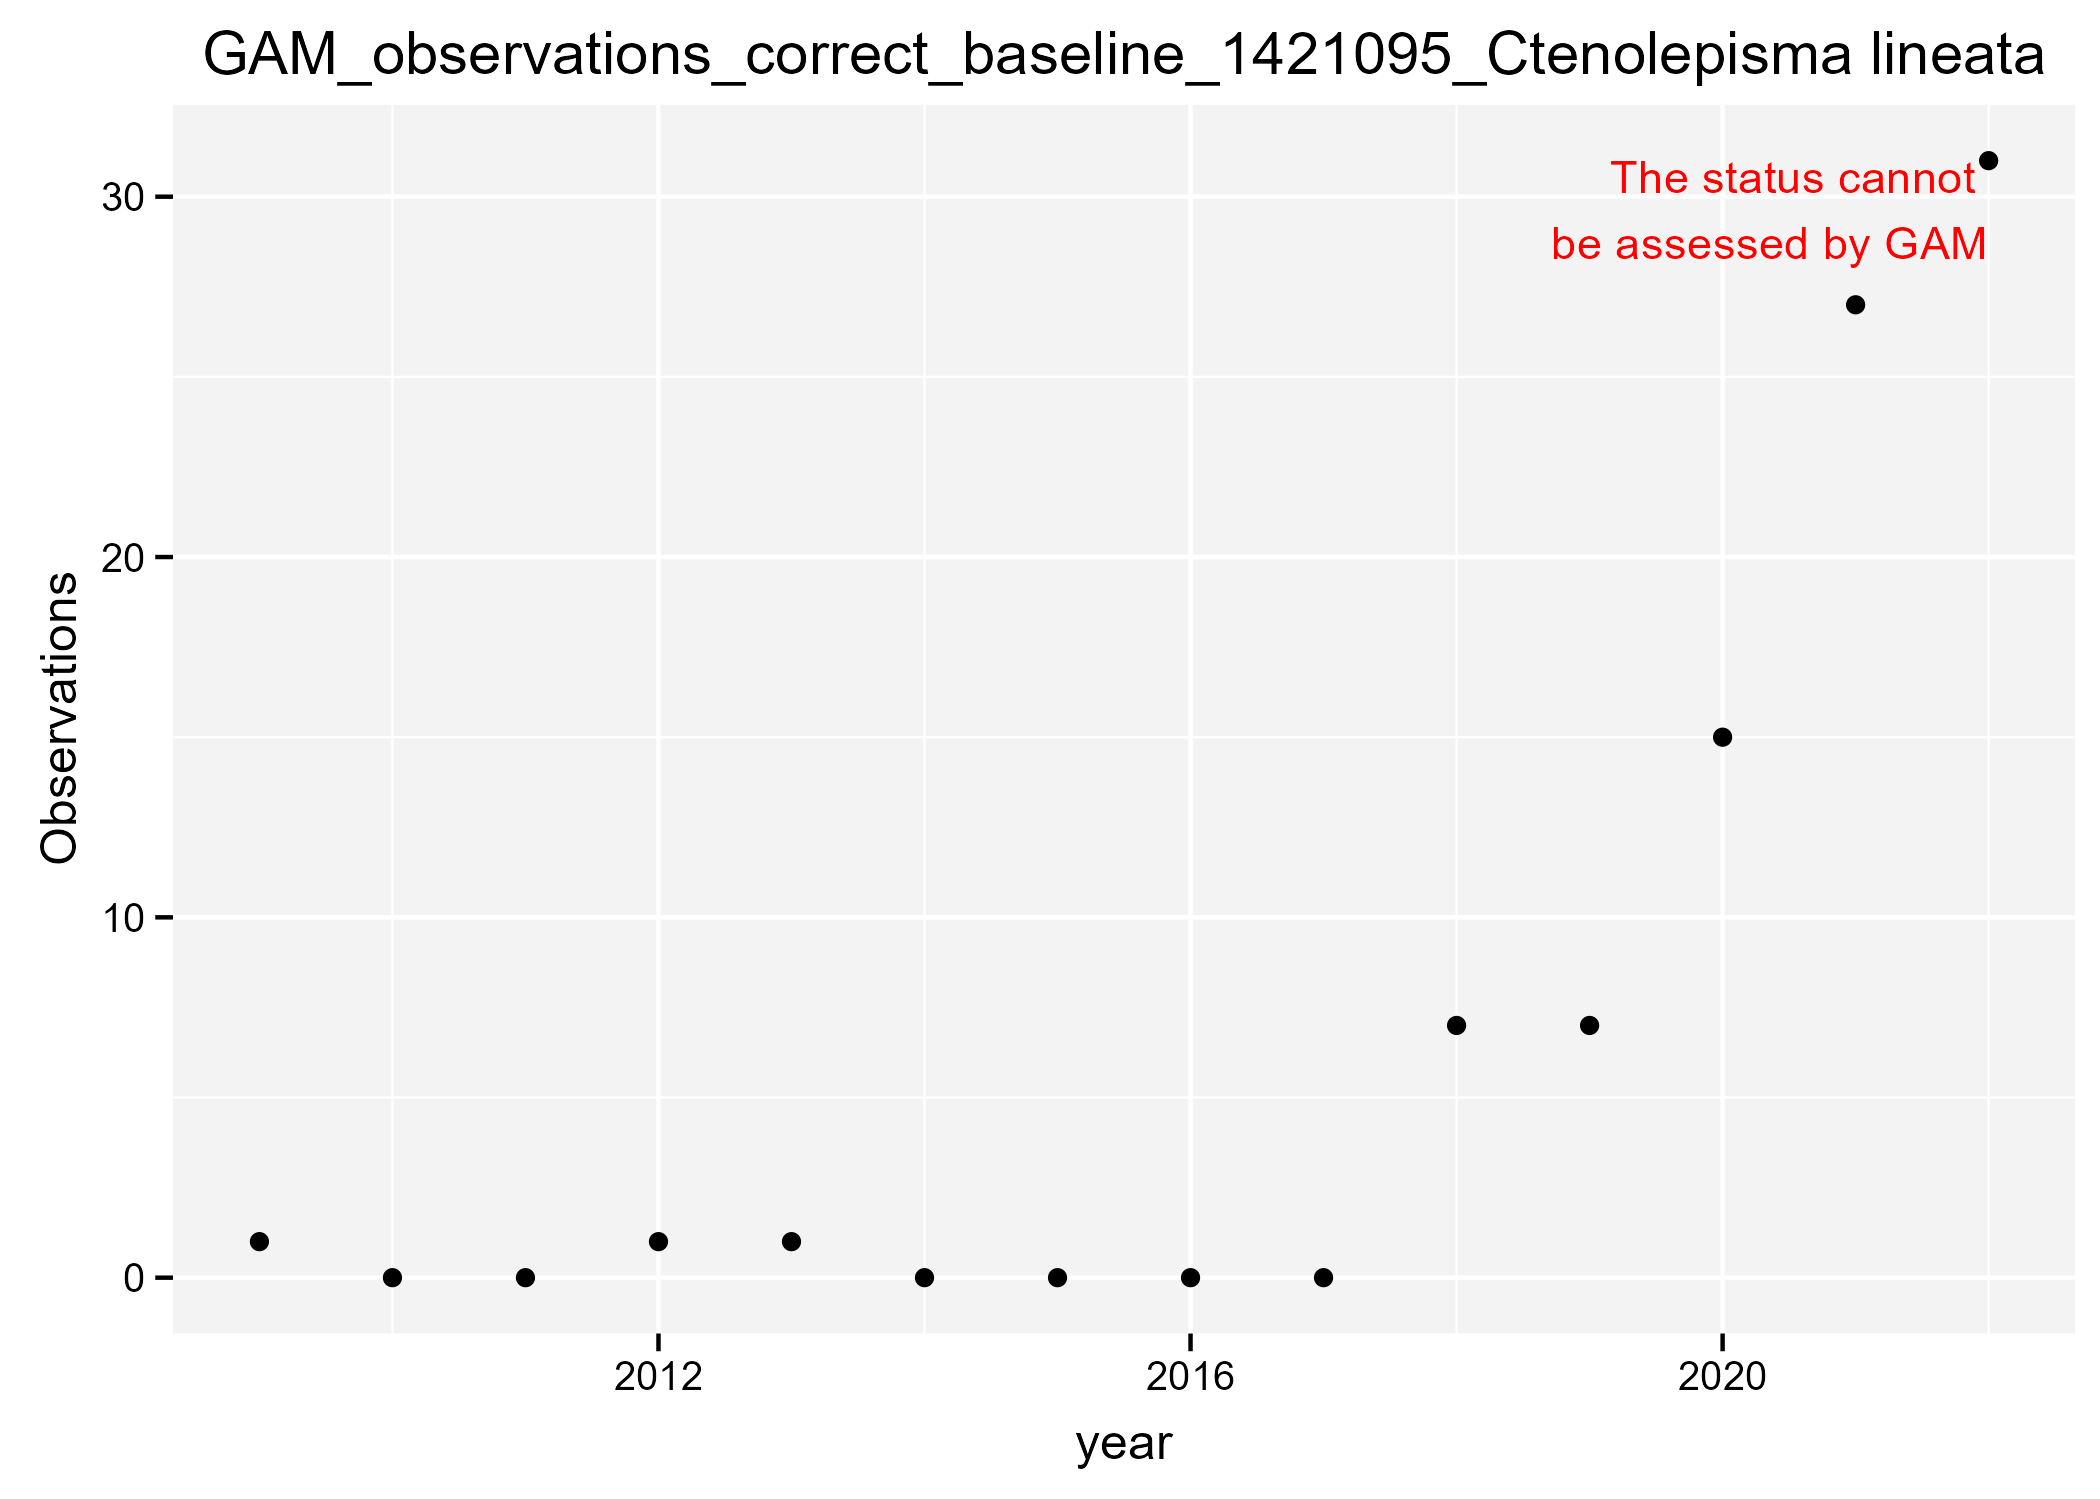 GAM_observations_correct_baseline_1421095_Ctenolepisma lineata
The status cannot
be assessed by GAM
30
20
10
0
Observations
2012 2016 2020
year